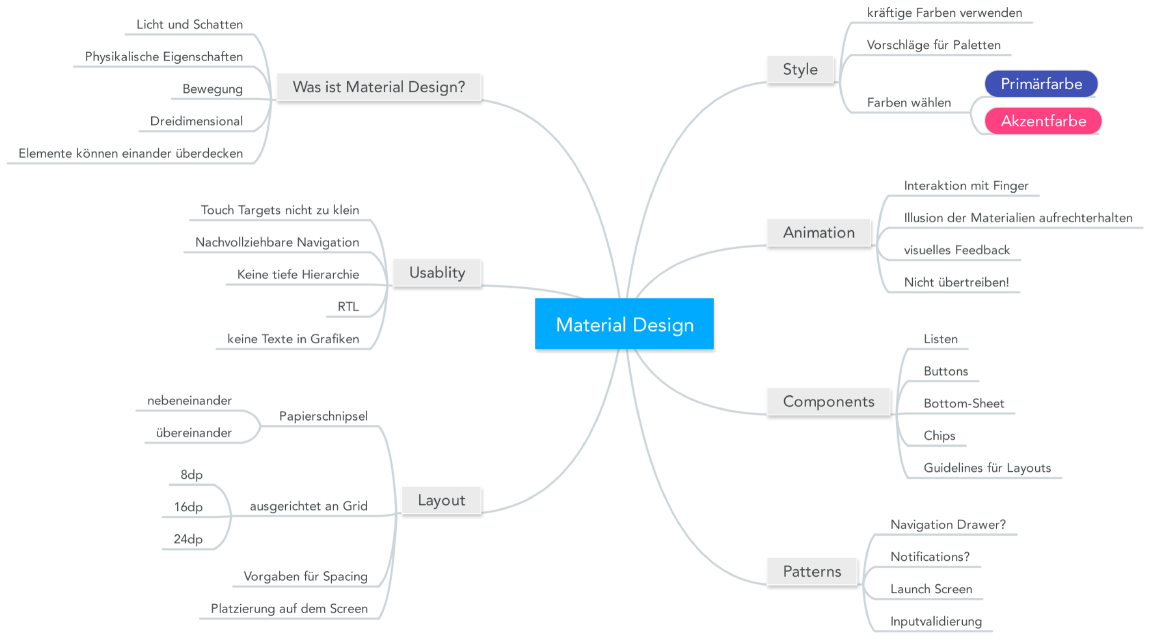 Material Design
Was ist Material Design?
Licht und Schatten
Physikalische Eigenschaften
Bewegung
Dreidimensional
Elemente können einander überdecken
Usablity
Touch Targets nicht zu klein
Nachvollziehbare Navigation
Keine tiefe Hierarchie
RTL
keine Texte in Grafiken
Layout
Papierschnipsel
nebeneinander
übereinander
ausgerichtet an Grid
8dp
16dp
24dp
Vorgaben für Spacing
Platzierung auf dem Screen
Style
kräftige Farben verwenden
Vorschläge für Paletten
Farben wählen
Primärfarbe
Akzentfarbe
Animation
Interaktion mit Finger
Illusion der Materialien aufrechterhalten
visuelles Feedback
Nicht übertreiben!
Components
Listen
Buttons
Bottom-Sheet
Chips
Guidelines für Layouts
Patterns
Navigation Drawer?
Notifications?
Launch Screen
Inputvalidierung